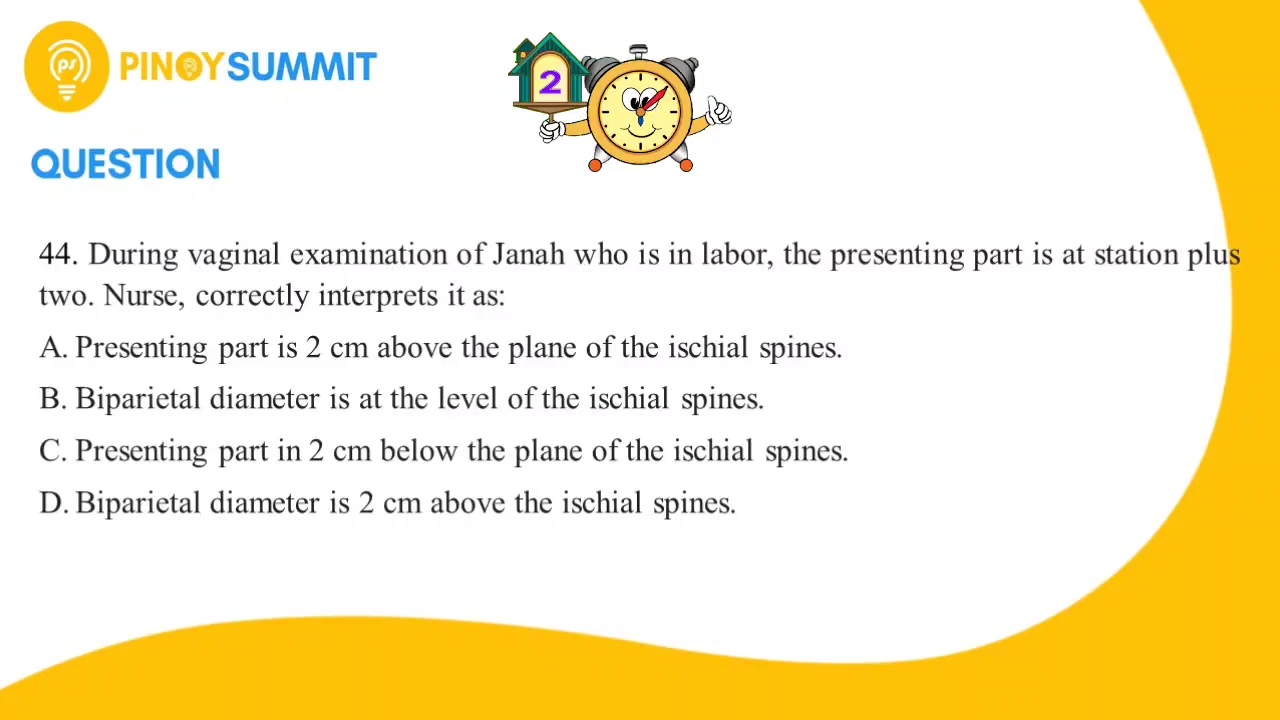 PINOYSUMMIT
2
QUESTION
44. During vaginal examination of Janah who is in labor, the presenting part is at station plus
two. Nurse, correctly interprets it as:
A. Presenting part is 2 cm above the plane of the ischial spines.
B. Biparietal diameter is at the level of the ischial spines.
C. Presenting part in 2 cm below the plane of the ischial spines.
D. Biparietal diameter is 2 cm above the ischial spines.